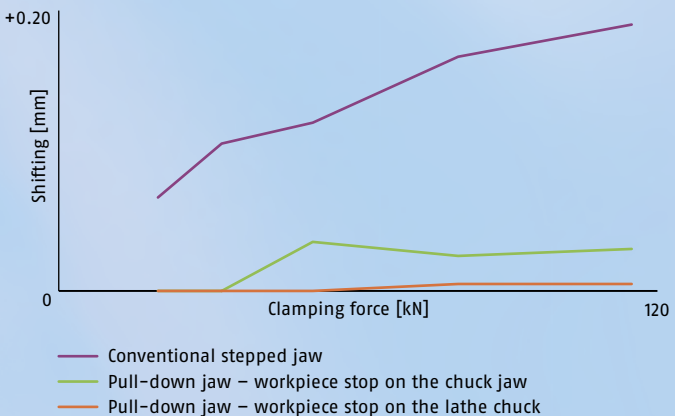 +0.20
Shifting [mm]
0
Clamping force [kN]
120
Conventional stepped jaw
Pull-down jaw – workpiece stop on the chuck jaw
Pull-down jaw – workpiece stop on the lathe chuck